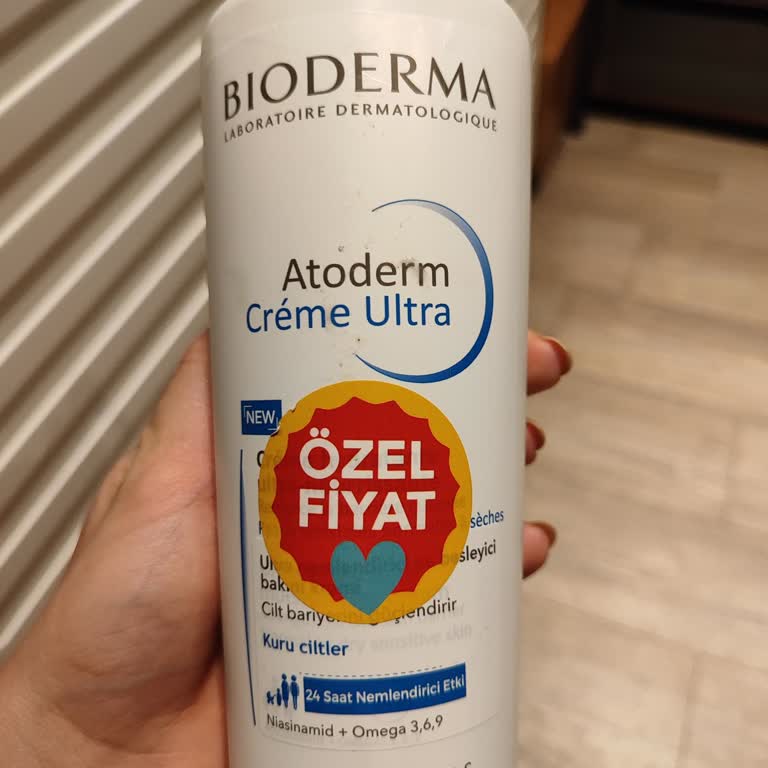 BIODERMA
LABORATOIRE DERMATOLOGIQUE
Atoderm
Créme Ultra
NEW
ÖZEL
FİYAT
sèches
besleyici
Cilt bariyerini güçlendirir
Kuru ciltler
24 Saat Nemlendirici Etki
Niasinamid + Omega 3,6,9